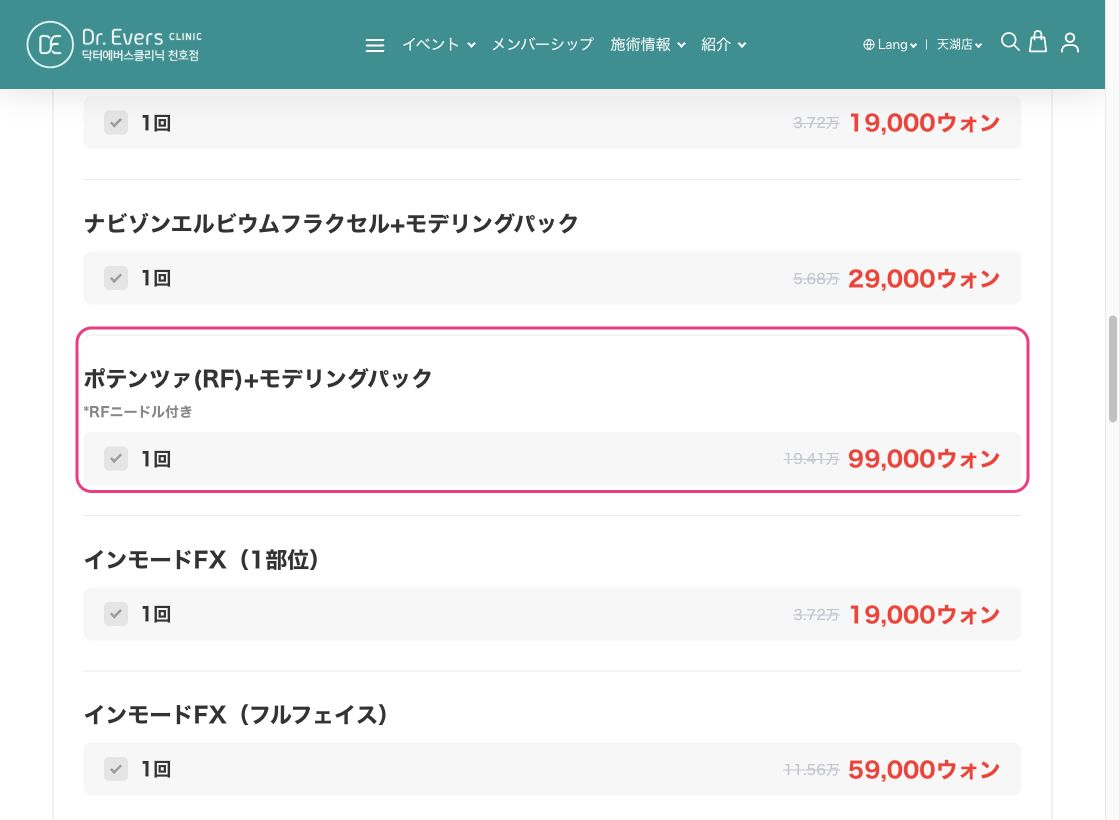 Dr. Evers CLINIC
닥터에버스클리닉 천호점
DE
イベント メンバーシップ 施術情報 紹介
Lang | 天湖店
1回 3.72万 19,000ウォン
ナビゾンエルビウムフラクセル+モデリングパック
1回 5.68万 29,000ウォン
ポテンツァ(RF)+モデリングパック
*RFニードル付き
1回 19.41万 99,000ウォン
インモードFX（1部位）
1回 3.72万 19,000ウォン
インモードFX（フルフェイス）
1回 11.56万 59,000ウォン